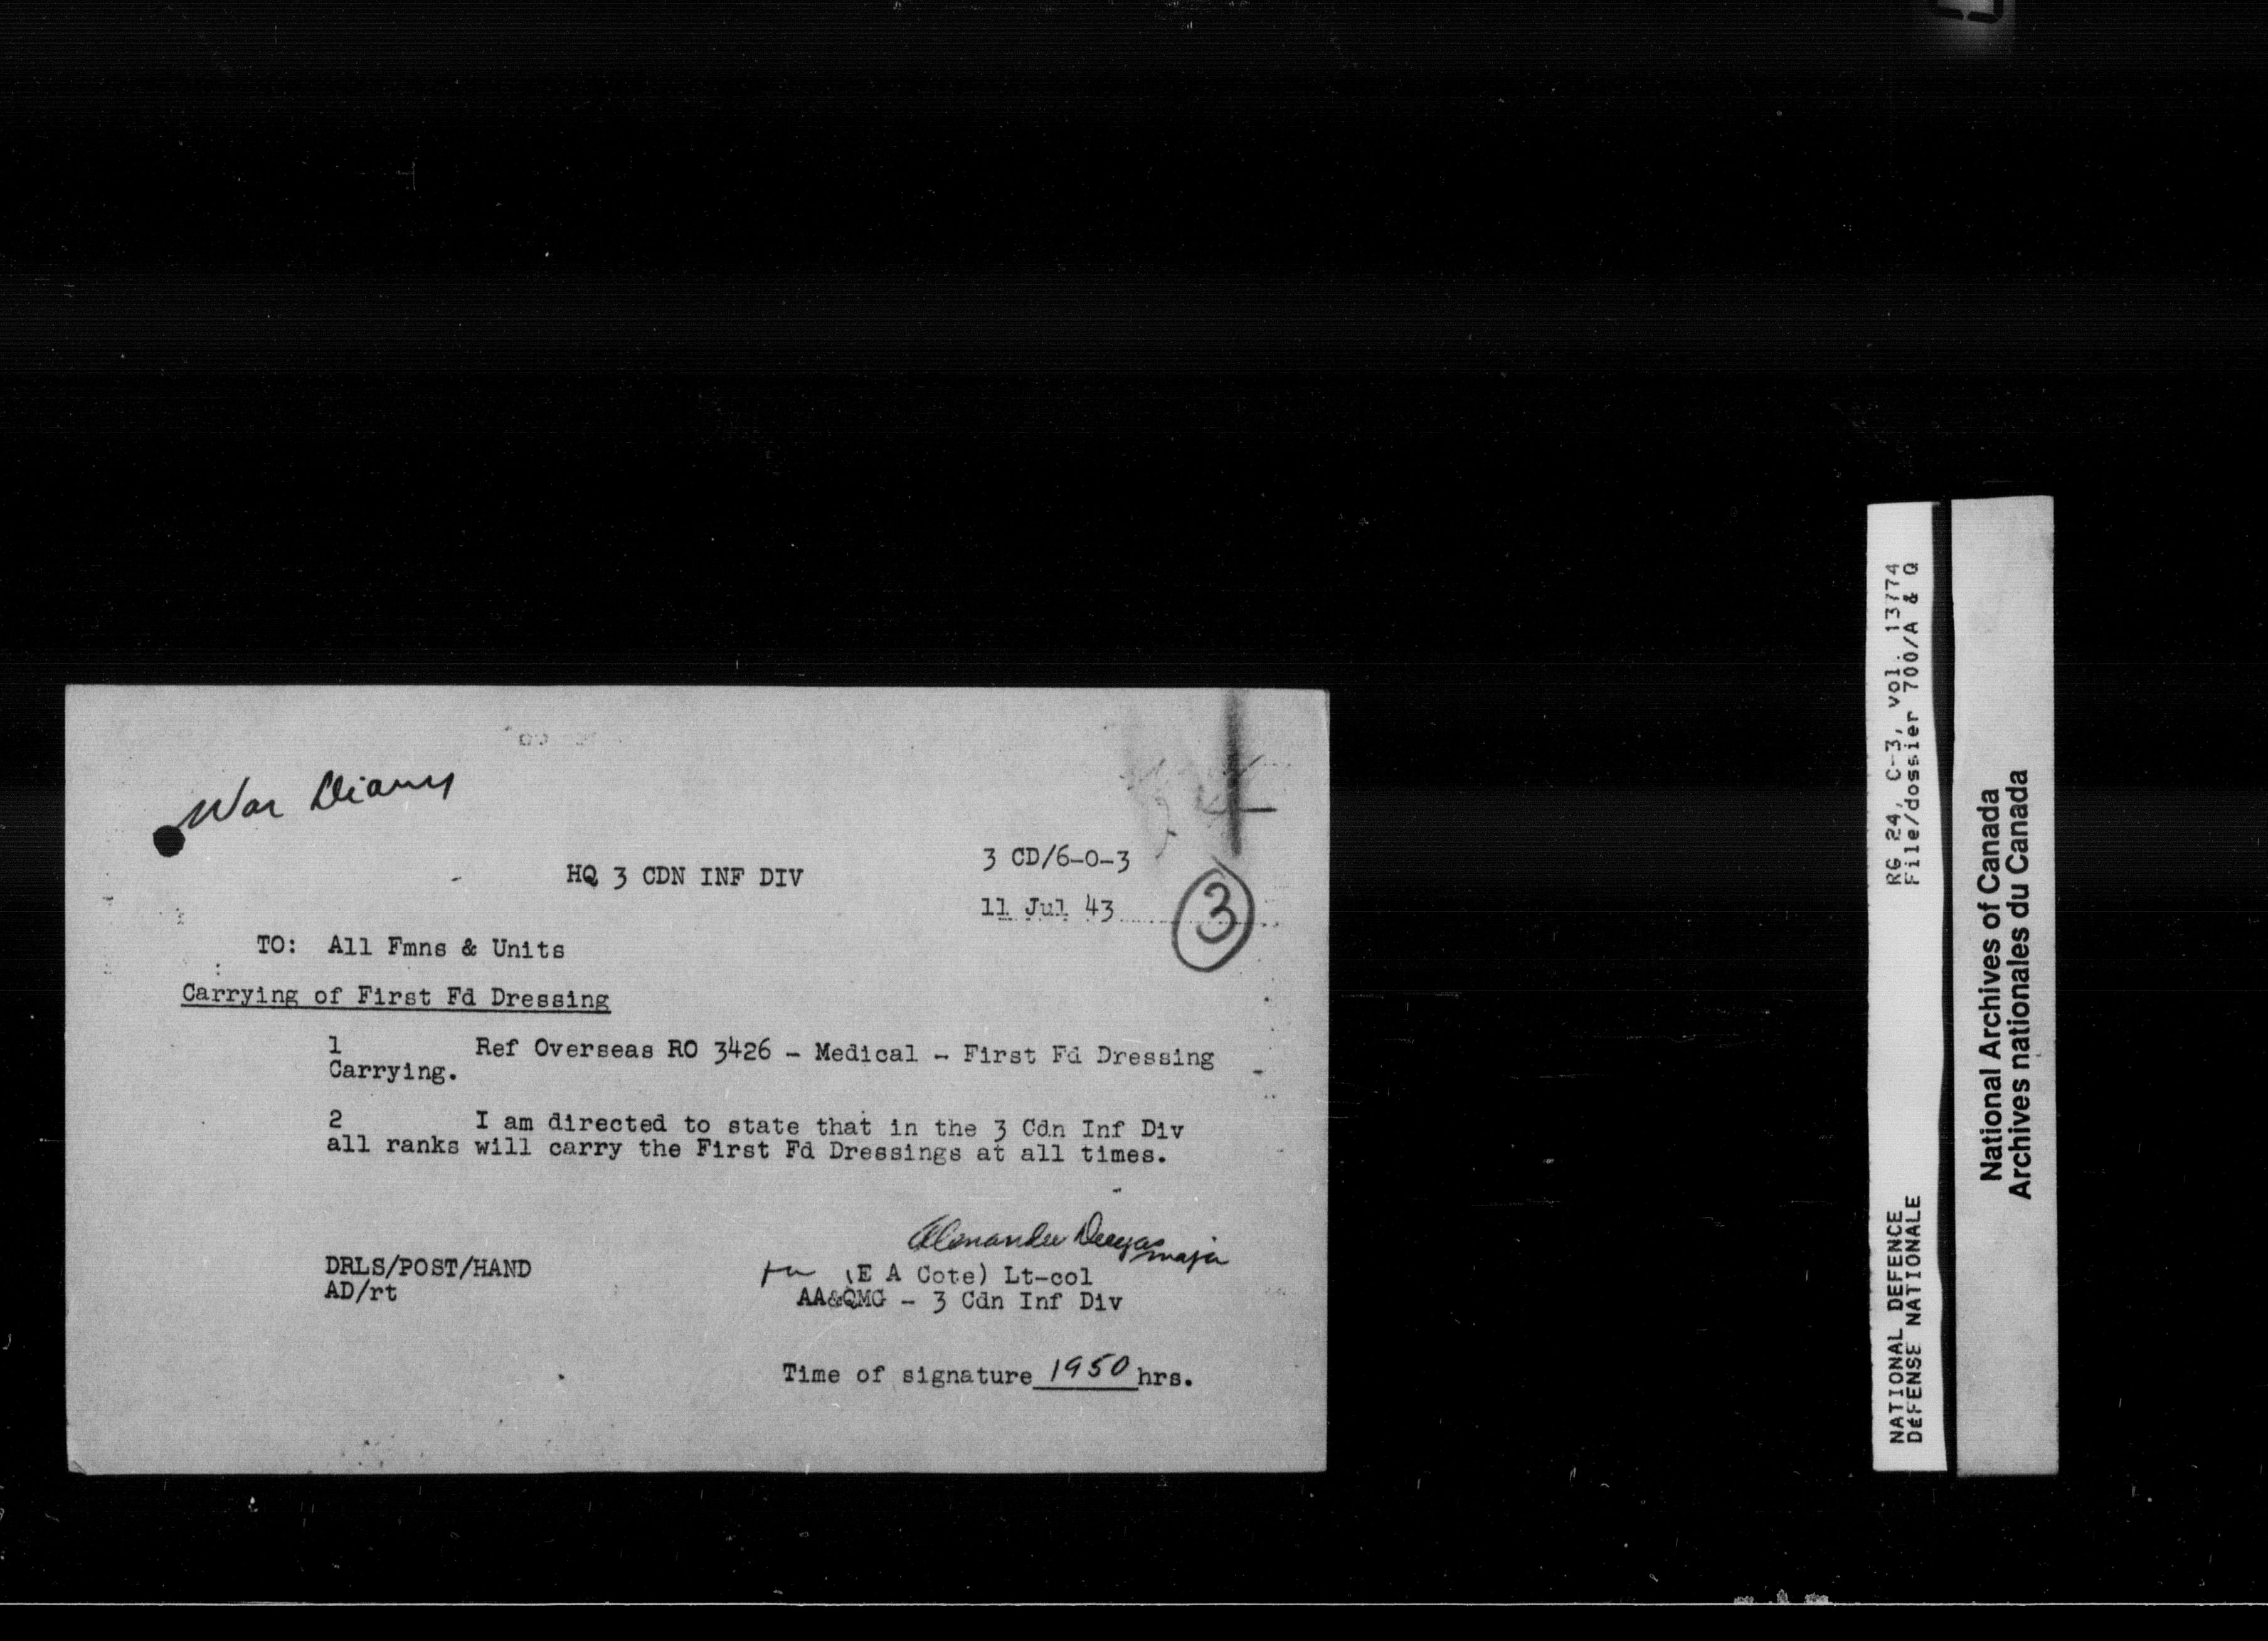 War Diary
HQ 3 CDN INF DIV
3 CD/6-0-3
11 Jul 43
3
TO: All Fmns & Units
Carrying of First Fd Dressing
1 Ref Overseas RO 3426 - Medical - First Fd Dressing
Carrying.
2 I am directed to state that in the 3 Cdn Inf Div
all ranks will carry the First Fd Dressings at all times.
major
DRLS/POST/HAND
AD/rt
for (E A Cote) Lt-col
AA&QMG - 3 Cdn Inf Div
Time of signature 1950 hrs.
RG 24, C-3, vol. 13774
File/dossier 700/A & Q
NATIONAL DEFENCE
DÉFENSE NATIONALE
National Archives of Canada
Archives nationales du Canada